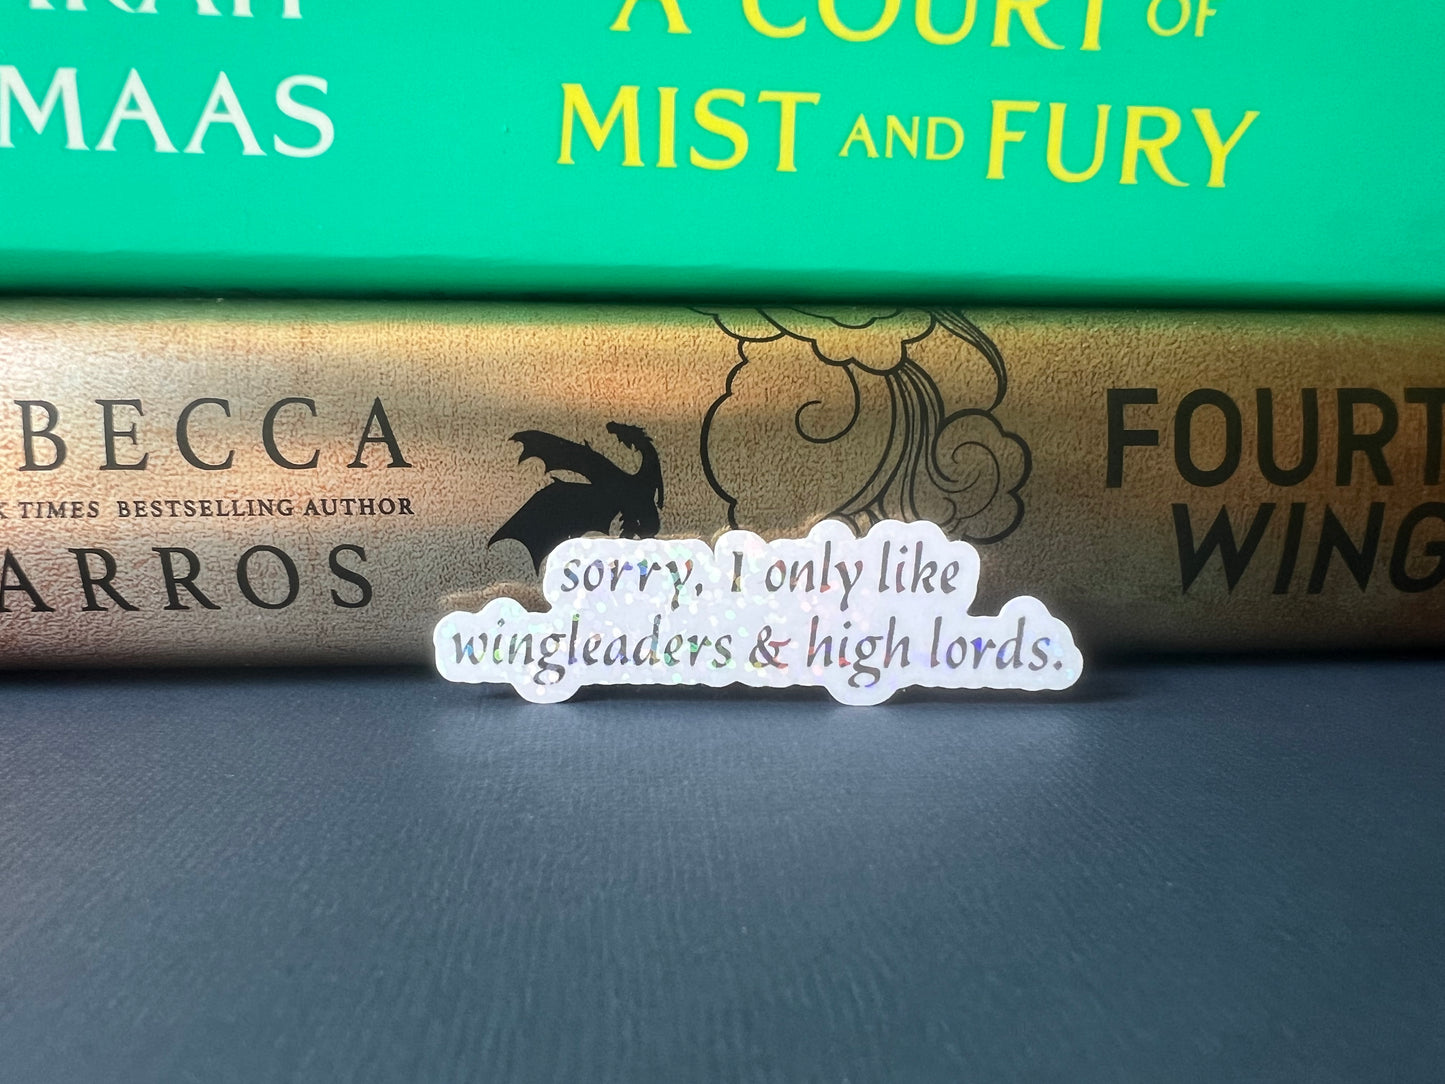 ARAH
MAAS
A COURT OF
MIST AND FURY
BECCA
K TIMES BESTSELLING AUTHOR
ARROS
FOURT
WING
sorry, I only like
wingleaders & high lords.